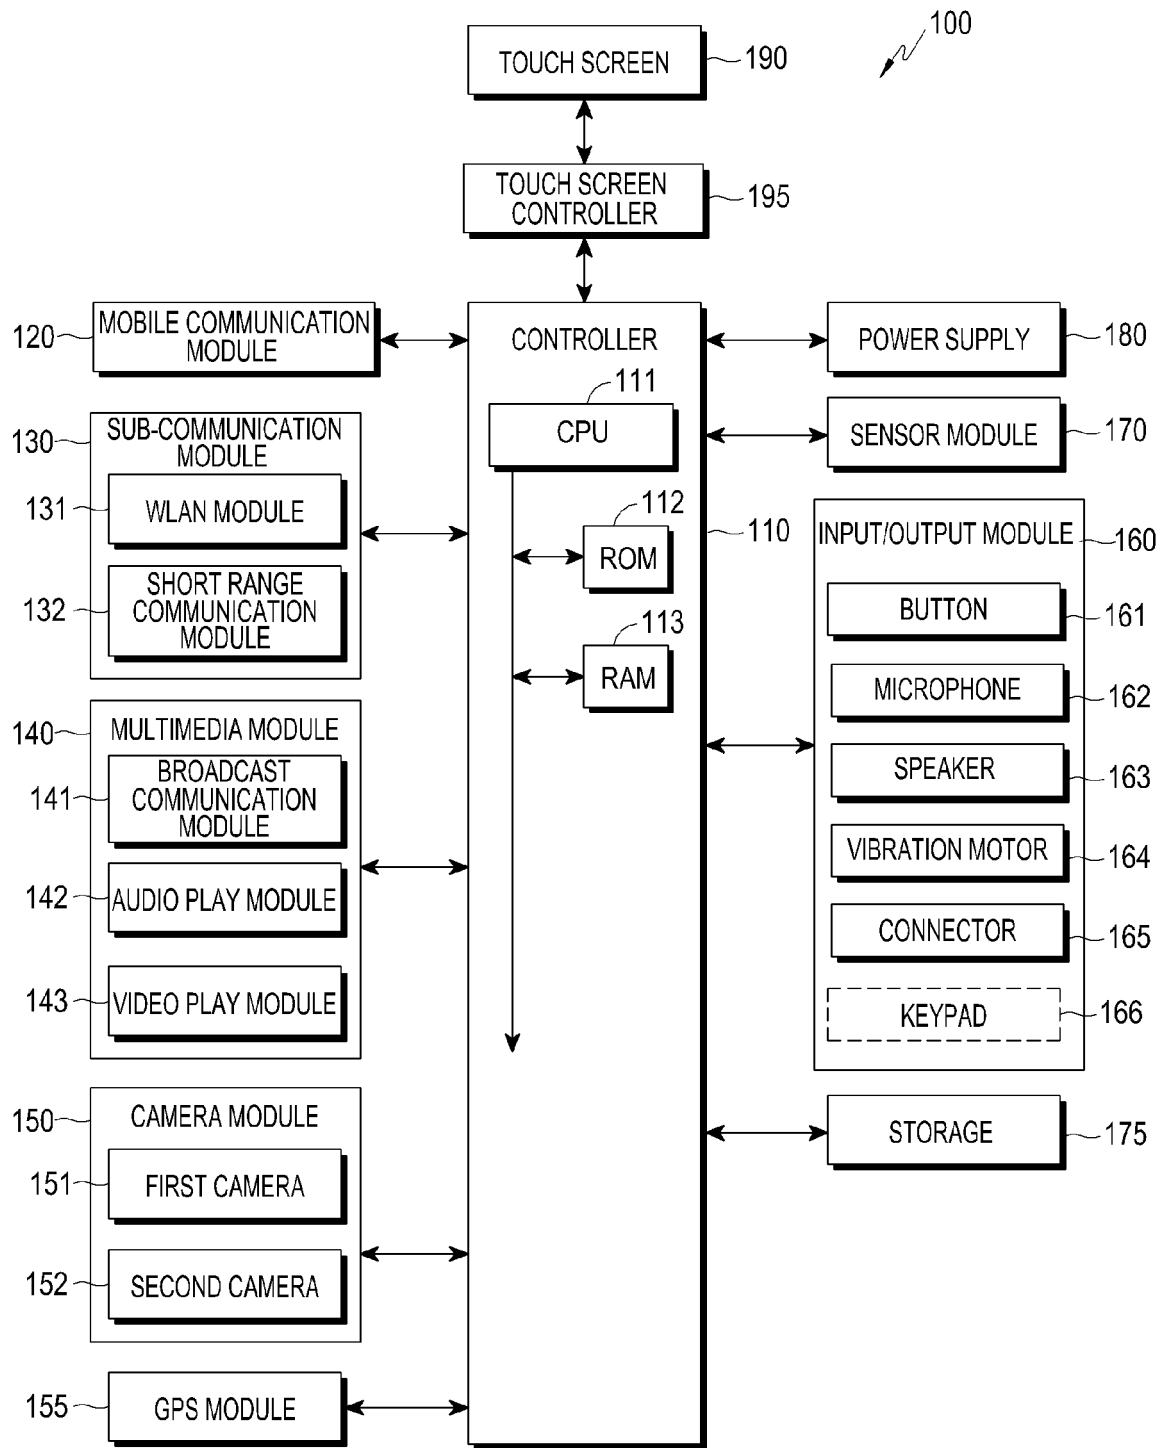 100
TOUCH SCREEN
190
TOUCH SCREEN
CONTROLLER
195
120
MOBILE COMMUNICATION
MODULE
130
SUB-COMMUNICATION
MODULE
131
WLAN MODULE
132
SHORT RANGE
COMMUNICATION
MODULE
140
MULTIMEDIA MODULE
141
BROADCAST
COMMUNICATION
MODULE
142
AUDIO PLAY MODULE
143
VIDEO PLAY MODULE
150
CAMERA MODULE
151
FIRST CAMERA
152
SECOND CAMERA
155
GPS MODULE
CONTROLLER
111
CPU
112
ROM
110
113
RAM
POWER SUPPLY
180
SENSOR MODULE
170
INPUT/OUTPUT MODULE
160
BUTTON
161
MICROPHONE
162
SPEAKER
163
VIBRATION MOTOR
164
CONNECTOR
165
KEYPAD
166
STORAGE
175